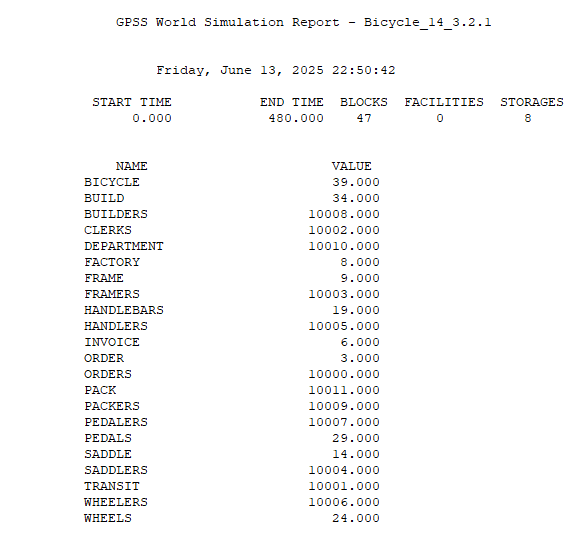 GPSS World Simulation Report - Bicycle_14_3.2.1
Friday, June 13, 2025 22:50:42
START TIME END TIME BLOCKS FACILITIES STORAGES
0.000 480.000 47 0 8
NAME VALUE
BICYCLE 39.000
BUILD 34.000
BUILDERS 10008.000
CLERKS 10002.000
DEPARTMENT 10010.000
FACTORY 8.000
FRAME 9.000
FRAMERS 10003.000
HANDLEBARS 19.000
HANDLERS 10005.000
INVOICE 6.000
ORDER 3.000
ORDERS 10000.000
PACK 10011.000
PACKERS 10009.000
PEDALERS 10007.000
PEDALS 29.000
SADDLE 14.000
SADDLERS 10004.000
TRANSIT 10001.000
WHEELERS 10006.000
WHEELS 24.000